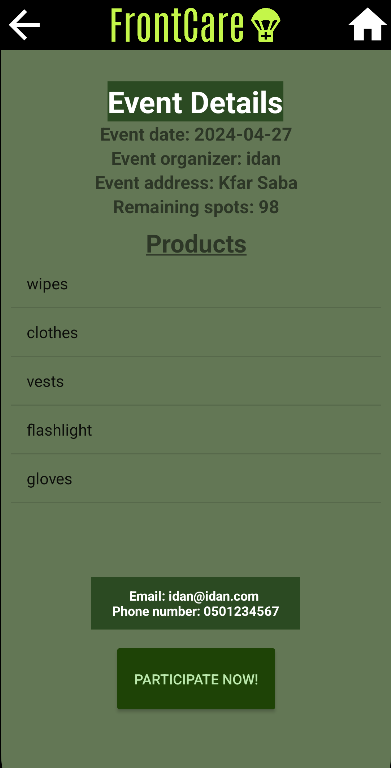 FrontCare
Event Details
Event date: 2024-04-27
Event organizer: idan
Event address: Kfar Saba
Remaining spots: 98
Products
wipes
clothes
vests
flashlight
gloves
Email: idan@idan.com
Phone number: 0501234567
PARTICIPATE NOW!